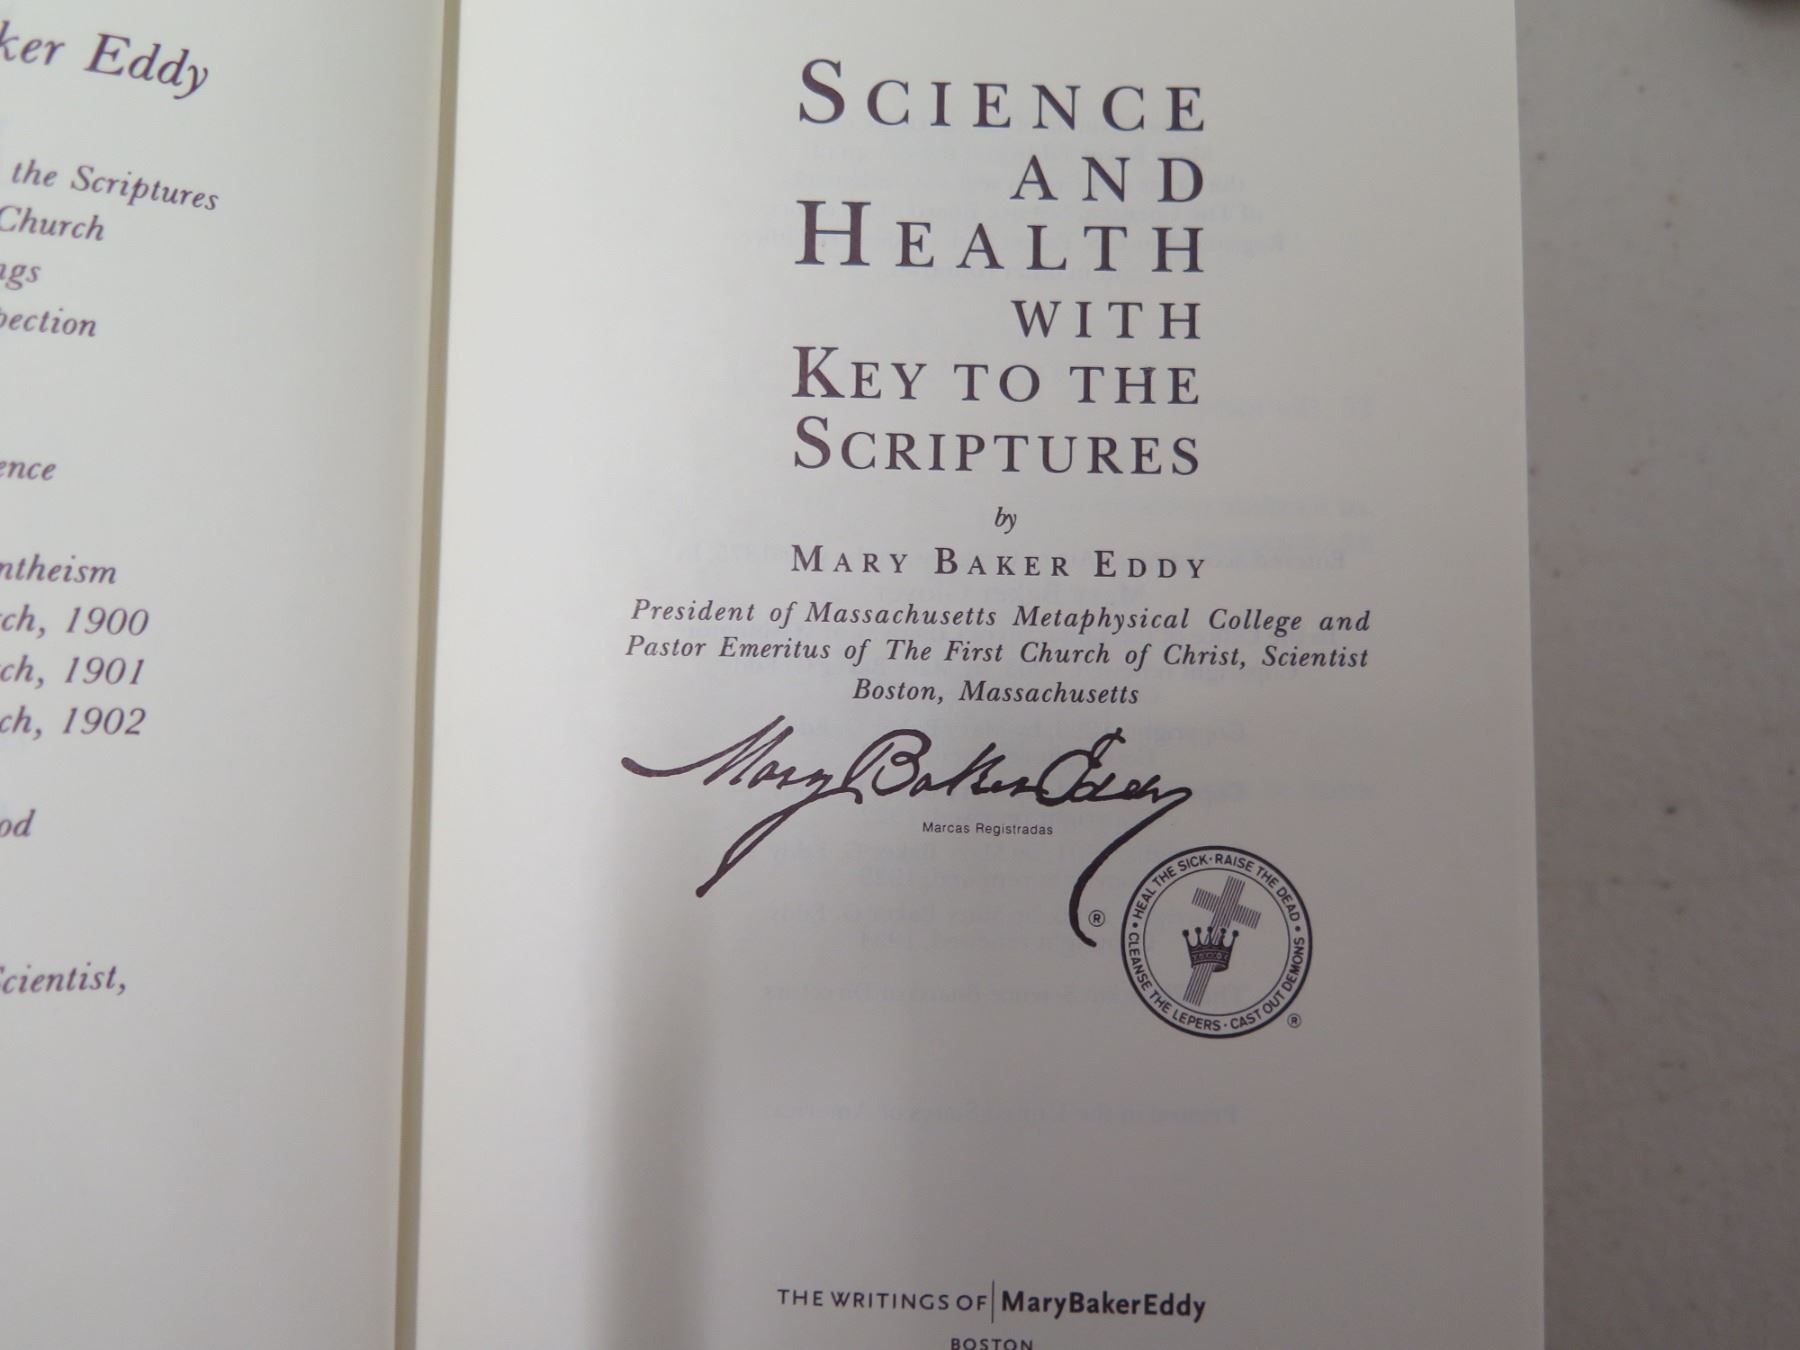 ker Eddy
the Scriptures
Church
ngs
pection
ence
ntheism
ch, 1900
ch, 1901
ch, 1902
od
Scientist,
SCIENCE
AND
HEALTH
WITH
KEY TO THE
SCRIPTURES
by
MARY BAKER EDDY
President of Massachusetts Metaphysical College and
Pastor Emeritus of The First Church of Christ, Scientist
Boston, Massachusetts
Mary Baker Eddy
Marcas Registradas
®
HEAL THE SICK · RAISE THE DEAD · CAST OUT DEMONS · CLEANSE THE LEPERS ·
®
THE WRITINGS OF | MaryBakerEddy
BOSTON